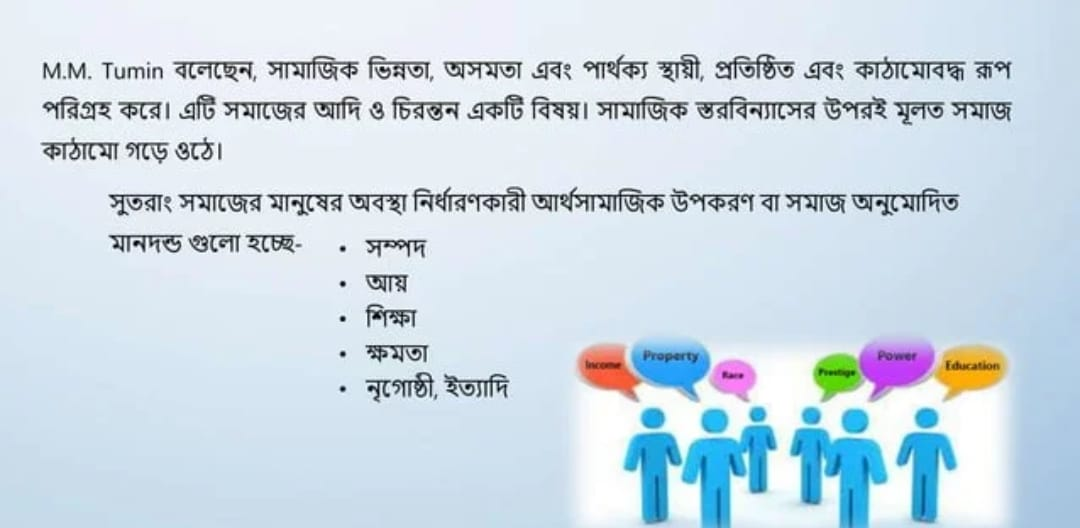 M.M. Tumin বলেছেন, সামাজিক ভিন্নতা, অসমতা এবং পার্থক্য স্থায়ী, প্রতিষ্ঠিত এবং কাঠামোবদ্ধ রূপ
পরিগ্রহ করে। এটি সমাজের আদি ও চিরন্তন একটি বিষয়। সামাজিক স্তরবিন্যাসের উপরই মূলত সমাজ
কাঠামো গড়ে ওঠে।
সুতরাং সমাজের মানুষের অবস্থা নির্ধারণকারী আর্থসামাজিক উপকরণ বা সমাজ অনুমোদিত
মানদন্ড গুলো হচ্ছে-
• সম্পদ
• আয়
• শিক্ষা
• ক্ষমতা
• নৃগোষ্ঠী, ইত্যাদি
Income
Property
Race
Prestige
Power
Education